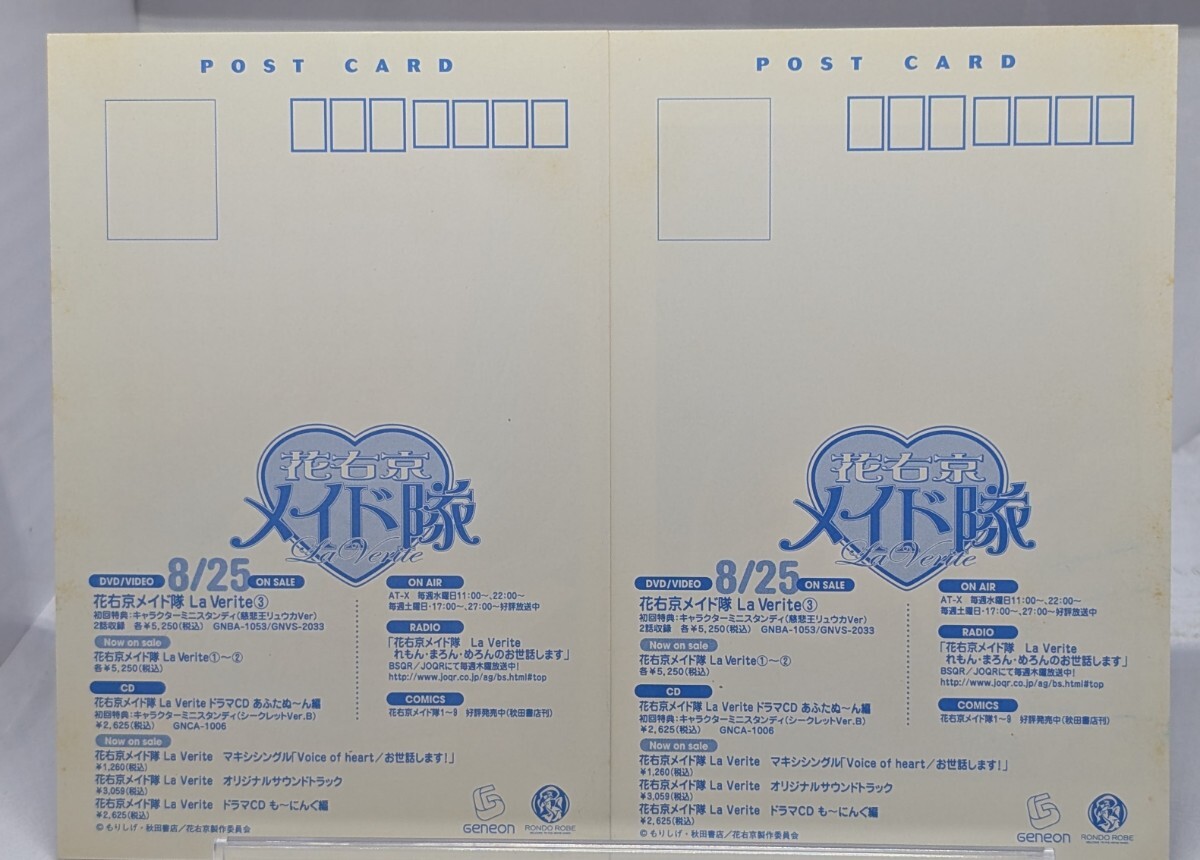 POST CARD
花右京
メイド隊
La Verite
DVD/VIDEO 8/25 ON SALE
花右京メイド隊 La Verite③
初回特典:キャラクターミニスタンディ(慈悲王リュウカVer)
2話収録 各¥5,250(税込) GNBA-1053/GNVS-2033
Now on sale
花右京メイド隊 La Verite①~②
各¥5,250(税込)
CD
花右京メイド隊 La Verite ドラマCD あふたぬ~ん編
初回特典:キャラクターミニスタンディ(シークレットVer.B)
¥2,625(税込) GNCA-1006
Now on sale
花右京メイド隊 La Verite マキシシングル「Voice of heart/お世話します!」
¥1,260(税込)
花右京メイド隊 La Verite オリジナルサウンドトラック
¥3,059(税込)
花右京メイド隊 La Verite ドラマCD も~にんぐ編
¥2,625(税込)
©もりしげ・秋田書店/花右京製作委員会
ON AIR
AT-X 毎週水曜日11:00~、22:00~
毎週土曜日・17:00~、27:00~好評放送中
RADIO
「花右京メイド隊 La Verite
れもん・まろん・めろんのお世話します」
BSQR/JOQRにて毎週木曜放送中!
http://www.joqr.co.jp/ag/bs.html#top
COMICS
花右京メイド隊1~9 好評発売中(秋田書店刊)
GENEON
RONDO ROBE
POST CARD
花右京
メイド隊
La Verite
DVD/VIDEO 8/25 ON SALE
花右京メイド隊 La Verite③
初回特典:キャラクターミニスタンディ(慈悲王リュウカVer)
2話収録 各¥5,250(税込) GNBA-1053/GNVS-2033
Now on sale
花右京メイド隊 La Verite①~②
各¥5,250(税込)
CD
花右京メイド隊 La Verite ドラマCD あふたぬ~ん編
初回特典:キャラクターミニスタンディ(シークレットVer.B)
¥2,625(税込) GNCA-1006
Now on sale
花右京メイド隊 La Verite マキシシングル「Voice of heart/お世話します!」
¥1,260(税込)
花右京メイド隊 La Verite オリジナルサウンドトラック
¥3,059(税込)
花右京メイド隊 La Verite ドラマCD も~にんぐ編
¥2,625(税込)
©もりしげ・秋田書店/花右京製作委員会
ON AIR
AT-X 毎週水曜日11:00~、22:00~
毎週土曜日・17:00~、27:00~好評放送中
RADIO
「花右京メイド隊 La Verite
れもん・まろん・めろんのお世話します」
BSQR/JOQRにて毎週木曜放送中!
http://www.joqr.co.jp/ag/bs.html#top
COMICS
花右京メイド隊1~9 好評発売中(秋田書店刊)
GENEON
RONDO ROBE